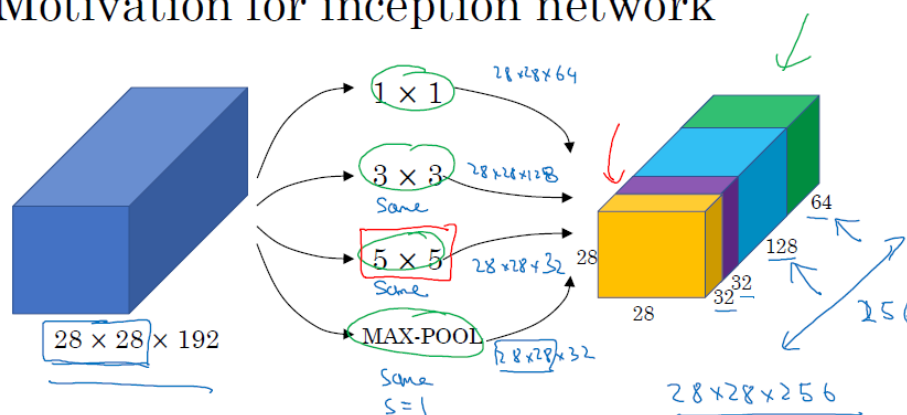 Motivation for inception network
1 × 1
28×28×64
3 × 3
28×28×128
Same
5 × 5
28×28×32
Same
MAX-POOL
28×28×32
Same
s=1
28 × 28 × 192
28
28
32
32
128
64
28×28×256